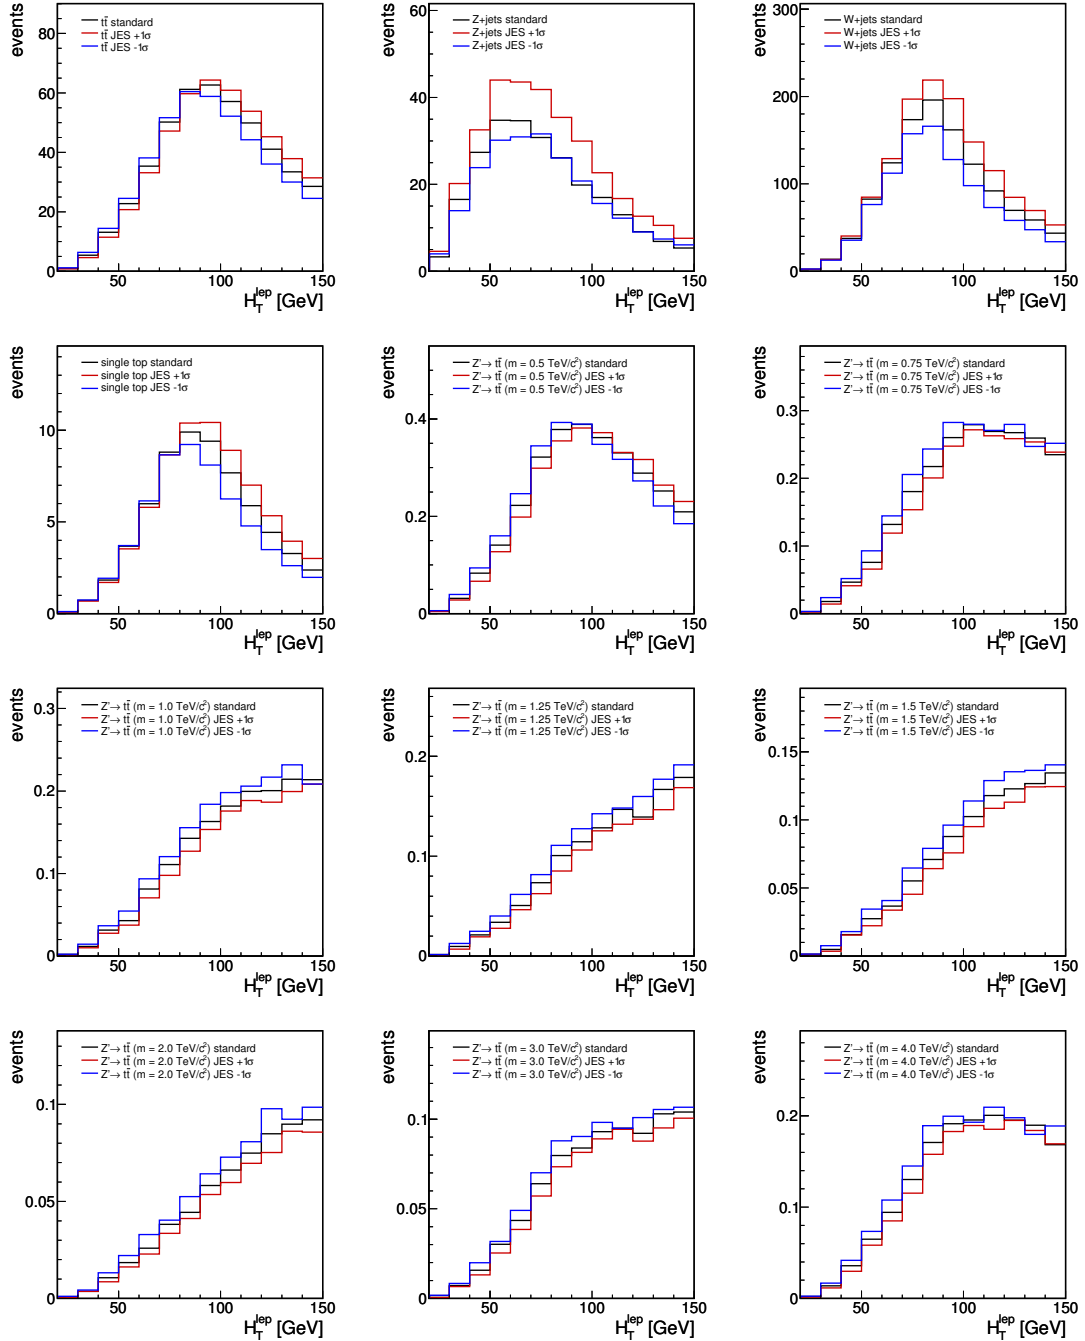 events
tt̄ standard
tt̄ JES +1σ
tt̄ JES -1σ
80
60
40
20
0
50
100
150
H_T^lep [GeV]
events
Z+jets standard
Z+jets JES +1σ
Z+jets JES -1σ
60
40
20
0
50
100
150
H_T^lep [GeV]
events
W+jets standard
W+jets JES +1σ
W+jets JES -1σ
300
200
100
0
50
100
150
H_T^lep [GeV]
events
single top standard
single top JES +1σ
single top JES -1σ
10
5
0
50
100
150
H_T^lep [GeV]
events
Z'→ tt̄ (m = 0.5 TeV/c²) standard
Z'→ tt̄ (m = 0.5 TeV/c²) JES +1σ
Z'→ tt̄ (m = 0.5 TeV/c²) JES -1σ
0.4
0.2
0
50
100
150
H_T^lep [GeV]
events
Z'→ tt̄ (m = 0.75 TeV/c²) standard
Z'→ tt̄ (m = 0.75 TeV/c²) JES +1σ
Z'→ tt̄ (m = 0.75 TeV/c²) JES -1σ
0.3
0.2
0.1
0
50
100
150
H_T^lep [GeV]
events
Z'→ tt̄ (m = 1.0 TeV/c²) standard
Z'→ tt̄ (m = 1.0 TeV/c²) JES +1σ
Z'→ tt̄ (m = 1.0 TeV/c²) JES -1σ
0.3
0.2
0.1
0
50
100
150
H_T^lep [GeV]
events
Z'→ tt̄ (m = 1.25 TeV/c²) standard
Z'→ tt̄ (m = 1.25 TeV/c²) JES +1σ
Z'→ tt̄ (m = 1.25 TeV/c²) JES -1σ
0.2
0.1
0
50
100
150
H_T^lep [GeV]
events
Z'→ tt̄ (m = 1.5 TeV/c²) standard
Z'→ tt̄ (m = 1.5 TeV/c²) JES +1σ
Z'→ tt̄ (m = 1.5 TeV/c²) JES -1σ
0.15
0.1
0.05
0
50
100
150
H_T^lep [GeV]
events
Z'→ tt̄ (m = 2.0 TeV/c²) standard
Z'→ tt̄ (m = 2.0 TeV/c²) JES +1σ
Z'→ tt̄ (m = 2.0 TeV/c²) JES -1σ
0.1
0.05
0
50
100
150
H_T^lep [GeV]
events
Z'→ tt̄ (m = 3.0 TeV/c²) standard
Z'→ tt̄ (m = 3.0 TeV/c²) JES +1σ
Z'→ tt̄ (m = 3.0 TeV/c²) JES -1σ
0.1
0.05
0
50
100
150
H_T^lep [GeV]
events
Z'→ tt̄ (m = 4.0 TeV/c²) standard
Z'→ tt̄ (m = 4.0 TeV/c²) JES +1σ
Z'→ tt̄ (m = 4.0 TeV/c²) JES -1σ
0.2
0.1
0
50
100
150
H_T^lep [GeV]